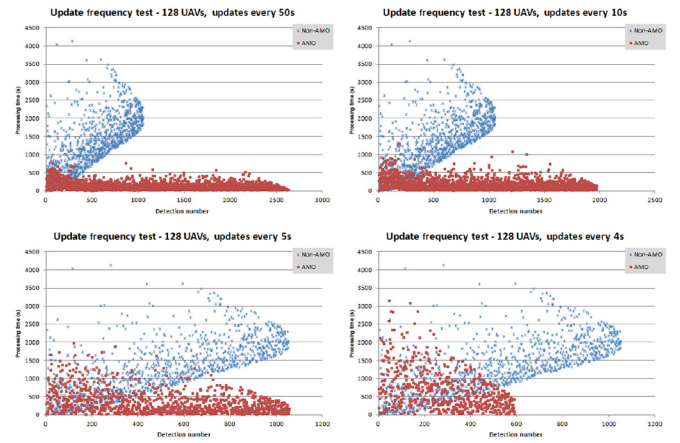 Update frequency test - 128 UAVs, updates every 50s
Non-AMO
AMO
Processing time (s)
4500
4000
3500
3000
2500
2000
1500
1000
500
0
0 500 1000 1500 2000 2500 3000
Detection number
Update frequency test - 128 UAVs, updates every 10s
Non-AMO
AMO
Processing time (s)
4500
4000
3500
3000
2500
2000
1500
1000
500
0
0 500 1000 1500 2000 2500
Detection number
Update frequency test - 128 UAVs, updates every 5s
Non-AMO
AMO
Processing time (s)
4500
4000
3500
3000
2500
2000
1500
1000
500
0
0 200 400 600 800 1000 1200
Detection number
Update frequency test - 128 UAVs, updates every 4s
Non-AMO
AMO
Processing time (s)
4500
4000
3500
3000
2500
2000
1500
1000
500
0
0 200 400 600 800 1000 1200
Detection number